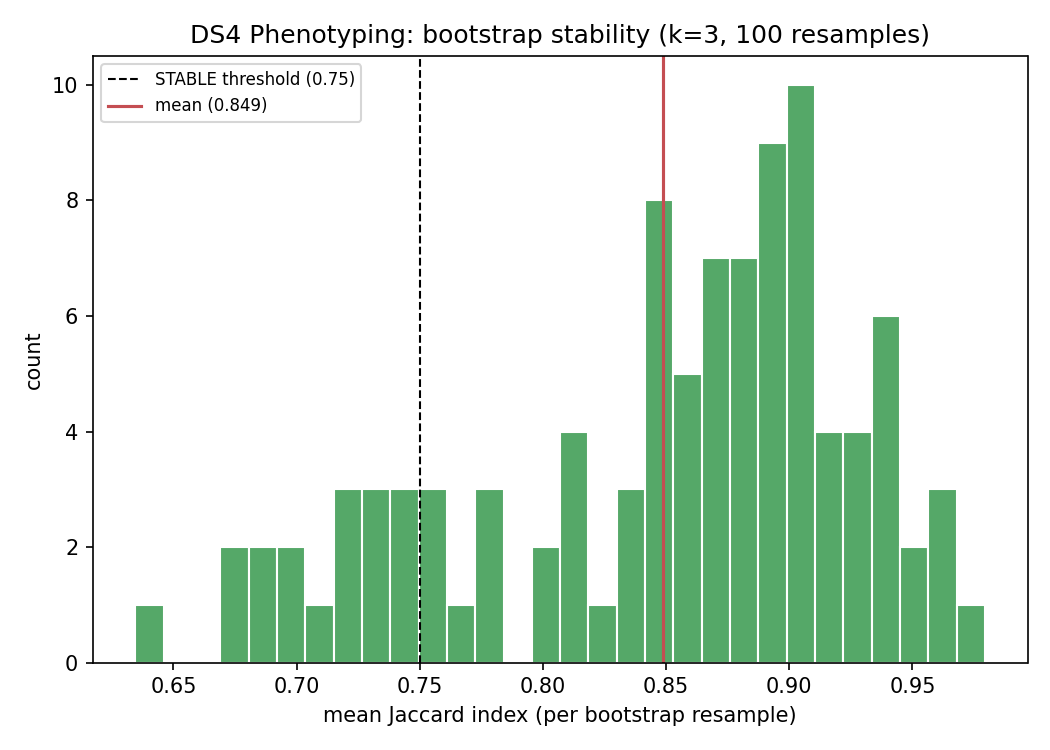 DS4 Phenotyping: bootstrap stability (k=3, 100 resamples)
STABLE threshold (0.75)
mean (0.849)
10
8
6
4
2
0
count
0.65 0.70 0.75 0.80 0.85 0.90 0.95
mean Jaccard index (per bootstrap resample)